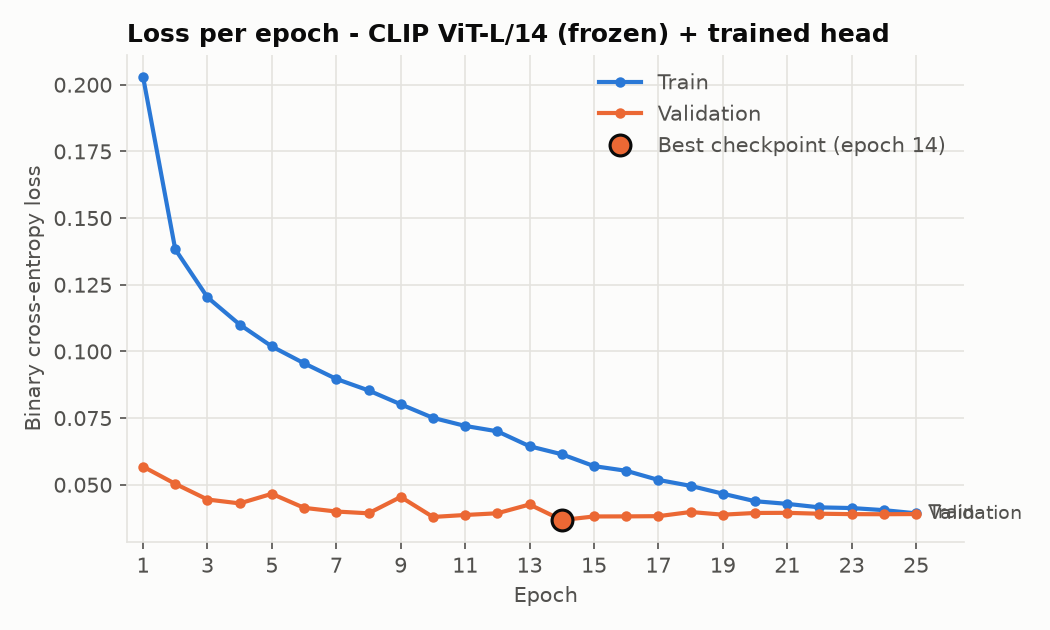 Loss per epoch - CLIP ViT-L/14 (frozen) + trained head
Train
Validation
Best checkpoint (epoch 14)
Binary cross-entropy loss
0.200
0.175
0.150
0.125
0.100
0.075
0.050
Train
Validation
1 3 5 7 9 11 13 15 17 19 21 23 25
Epoch